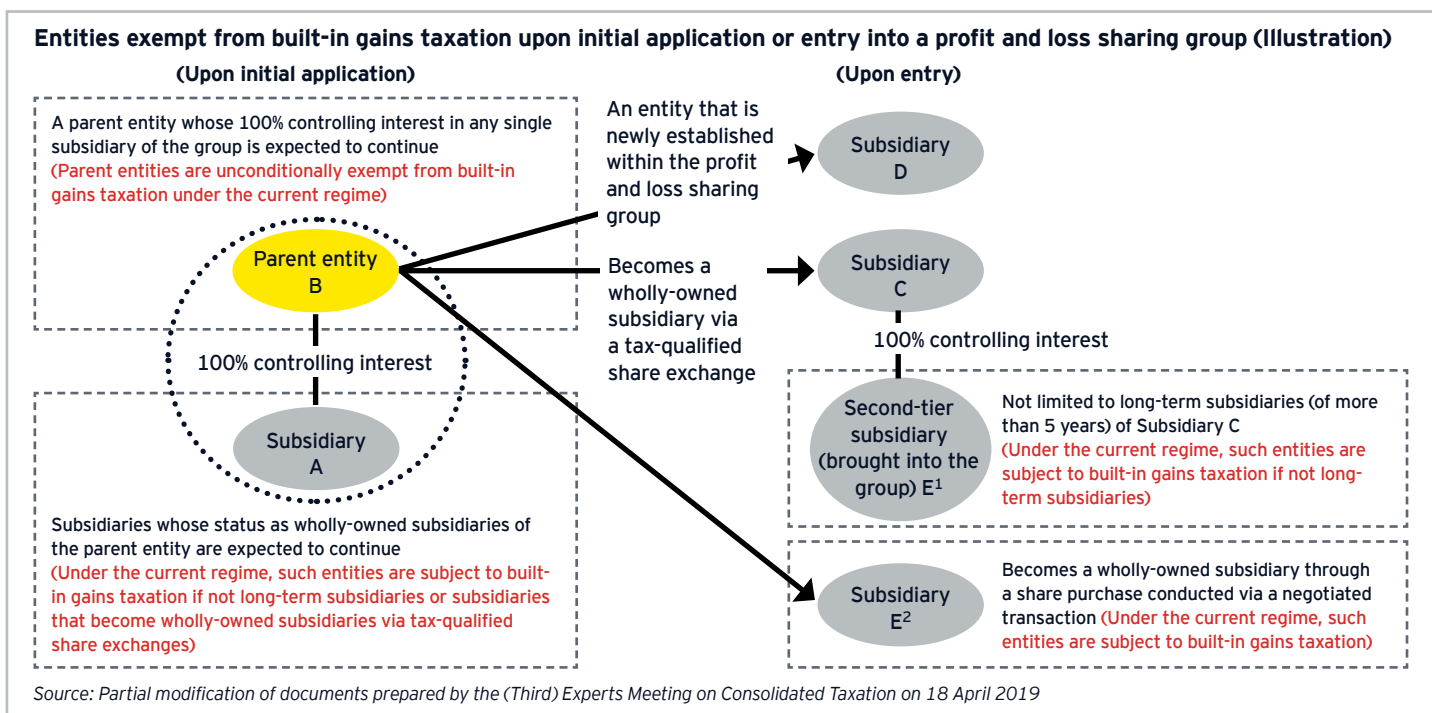 Entities exempt from built-in gains taxation upon initial application or entry into a profit and loss sharing group (Illustration)
(Upon initial application)
A parent entity whose 100% controlling interest in any single
subsidiary of the group is expected to continue
(Parent entities are unconditionally exempt from built-in
gains taxation under the current regime)
Parent entity
B
100% controlling interest
Subsidiary
A
Subsidiaries whose status as wholly-owned subsidiaries of
the parent entity are expected to continue
(Under the current regime, such entities are subject to built-
in gains taxation if not long-term subsidiaries or subsidiaries
that become wholly-owned subsidiaries via tax-qualified
share exchanges)
An entity that is
newly established
within the profit
and loss sharing
group
Becomes a
wholly-owned
subsidiary via
a tax-qualified
share exchange
(Upon entry)
Subsidiary
D
Subsidiary
C
100% controlling interest
Second-tier
subsidiary
(brought into the
group) E¹
Not limited to long-term subsidiaries (of more
than 5 years) of Subsidiary C
(Under the current regime, such entities are
subject to built-in gains taxation if not long-
term subsidiaries)
Subsidiary
E²
Becomes a wholly-owned subsidiary through
a share purchase conducted via a negotiated
transaction (Under the current regime, such
entities are subject to built-in gains taxation)
Source: Partial modification of documents prepared by the (Third) Experts Meeting on Consolidated Taxation on 18 April 2019